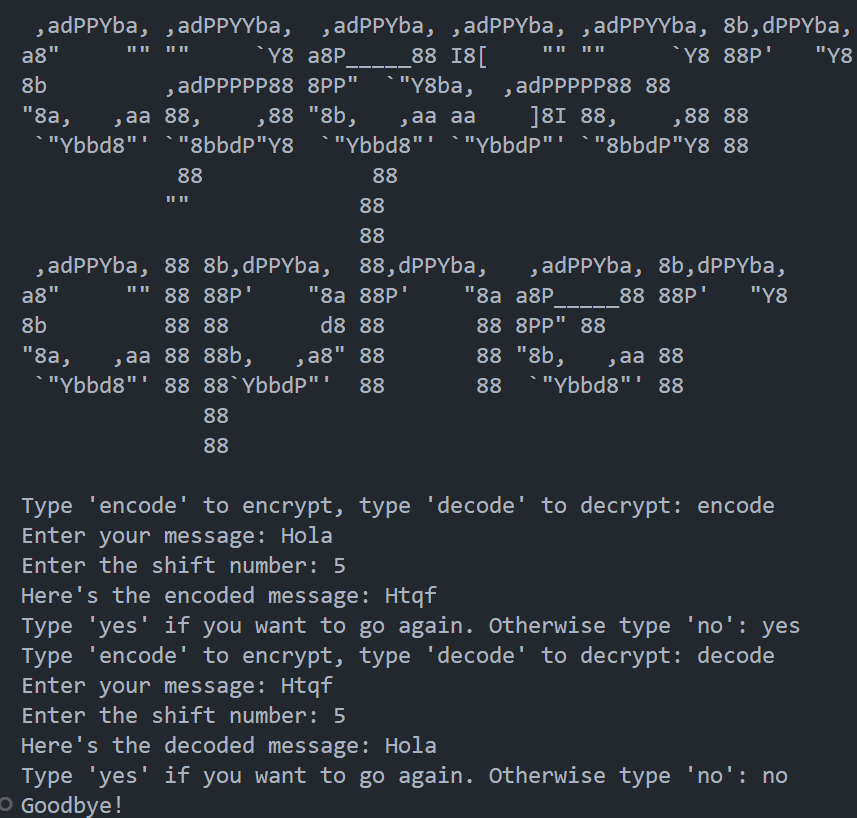 ,adPPYba, ,adPPYYba,  ,adPPYba, ,adPPYba, ,adPPYYba, 8b,dPPYba,
a8"     "" ""     `Y8 a8P_____88 I8[    "" ""     `Y8 88P'   "Y8
8b         ,adPPPPP88 8PP"  `"Y8ba,  ,adPPPPP88 88
"8a,   ,aa 88,    ,88 "8b,   ,aa aa    ]8I 88,    ,88 88
 `"Ybbd8"' `"8bbdP"Y8  `"Ybbd8"' `"YbbdP"' `"8bbdP"Y8 88
            88             88
           ""             88
                          88
 ,adPPYba, 88 8b,dPPYba,  88,dPPYba,   ,adPPYba, 8b,dPPYba,
a8"     "" 88 88P'    "8a 88P'    "8a a8P_____88 88P'   "Y8
8b         88 88       d8 88       88 8PP" 88
"8a,   ,aa 88 88b,   ,a8" 88       88 "8b,   ,aa 88
 `"Ybbd8"' 88 88`YbbdP"'  88       88  `"Ybbd8"' 88
              88
              88
Type 'encode' to encrypt, type 'decode' to decrypt: encode
Enter your message: Hola
Enter the shift number: 5
Here's the encoded message: Htqf
Type 'yes' if you want to go again. Otherwise type 'no': yes
Type 'encode' to encrypt, type 'decode' to decrypt: decode
Enter your message: Htqf
Enter the shift number: 5
Here's the decoded message: Hola
Type 'yes' if you want to go again. Otherwise type 'no': no
Goodbye!